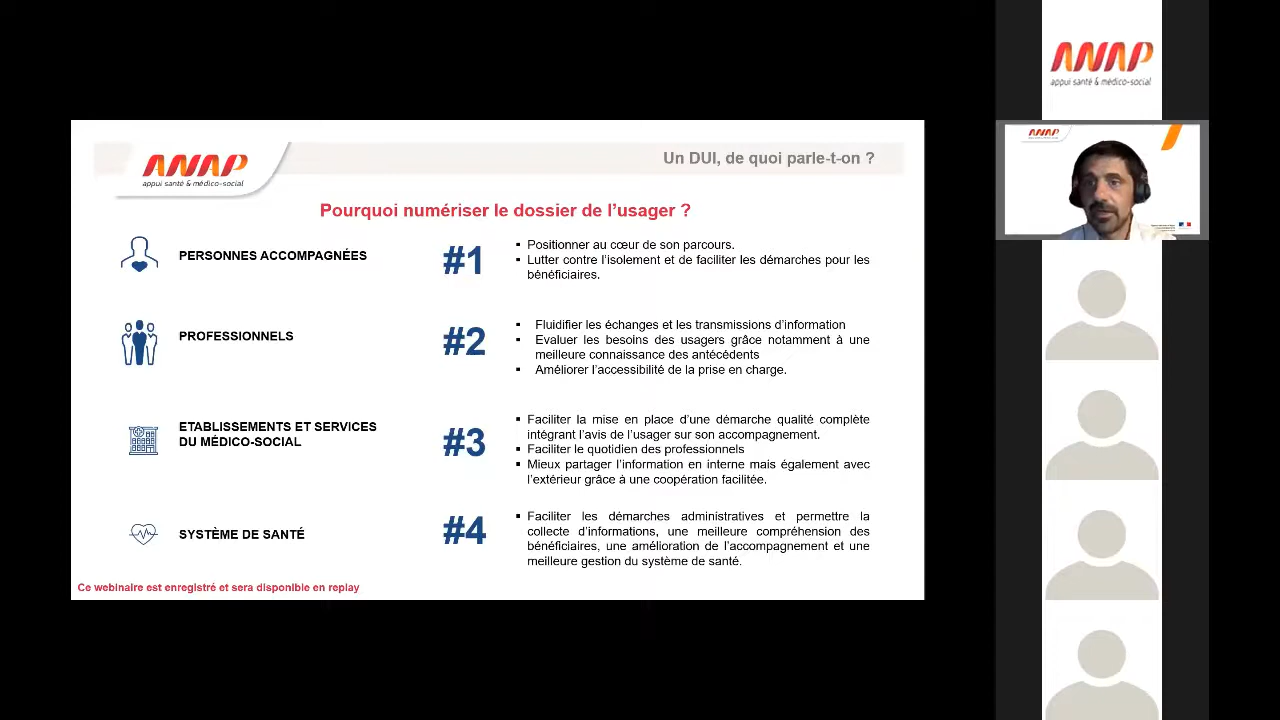 ANAP
appui santé & médico-social
Un DUI, de quoi parle-t-on ?
Pourquoi numériser le dossier de l’usager ?
PERSONNES ACCOMPAGNÉES
#1
▪ Positionner au cœur de son parcours.
▪ Lutter contre l’isolement et de faciliter les démarches pour les
bénéficiaires.
PROFESSIONNELS
#2
▪ Fluidifier les échanges et les transmissions d’information
▪ Evaluer les besoins des usagers grâce notamment à une
meilleure connaissance des antécédents
▪ Améliorer l’accessibilité de la prise en charge.
ETABLISSEMENTS ET SERVICES
DU MÉDICO-SOCIAL
#3
▪ Faciliter la mise en place d’une démarche qualité complète
intégrant l’avis de l’usager sur son accompagnement.
▪ Faciliter le quotidien des professionnels
▪ Mieux partager l’information en interne mais également avec
l’extérieur grâce à une coopération facilitée.
SYSTÈME DE SANTÉ
#4
▪ Faciliter les démarches administratives et permettre la
collecte d’informations, une meilleure compréhension des
bénéficiaires, une amélioration de l’accompagnement et une
meilleure gestion du système de santé.
Ce webinaire est enregistré et sera disponible en replay
ANAP
appui santé & médico-social
ANAP